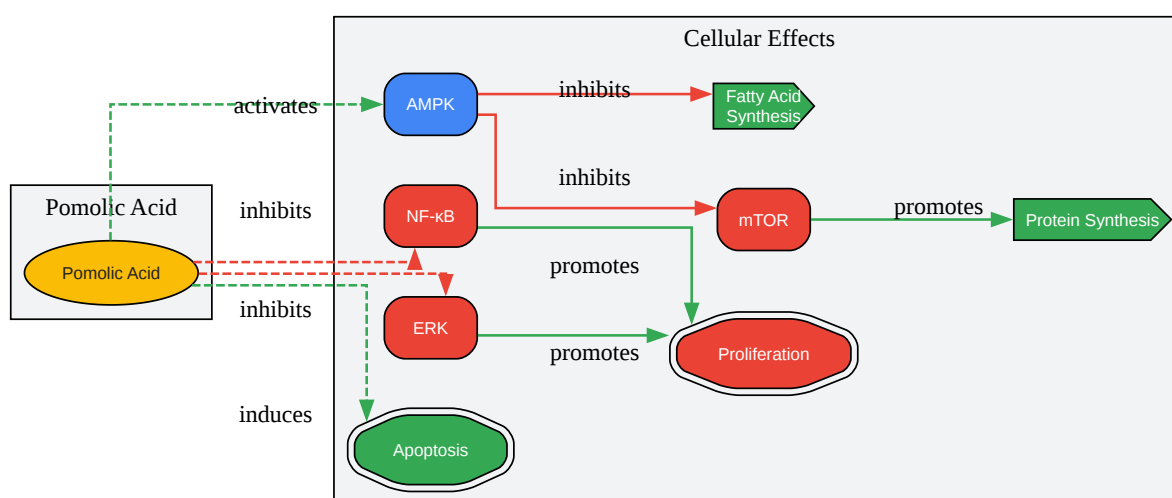 Cellular Effects
activates
AMPK
inhibits
Fatty Acid
Synthesis
inhibits
Pomolic Acid
inhibits
NF-κB
mTOR
promotes
Protein Synthesis
Pomolic Acid
promotes
inhibits
ERK
promotes
Proliferation
induces
Apoptosis